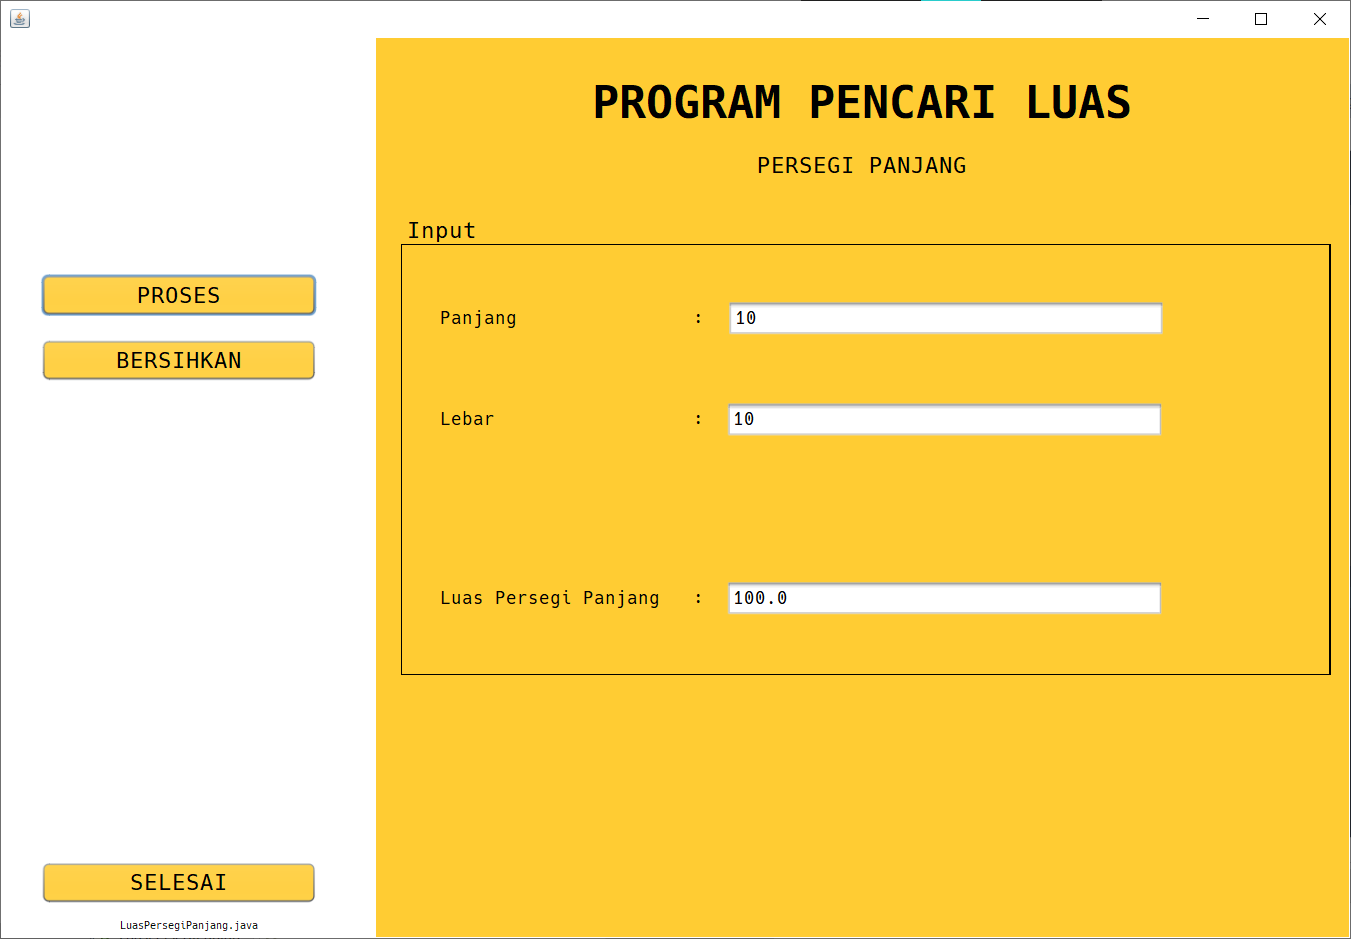 PROGRAM PENCARI LUAS
PERSEGI PANJANG
Input
Panjang : 10
Lebar : 10
Luas Persegi Panjang : 100.0
PROSES
BERSIHKAN
SELESAI
LuasPersegiPanjang.java